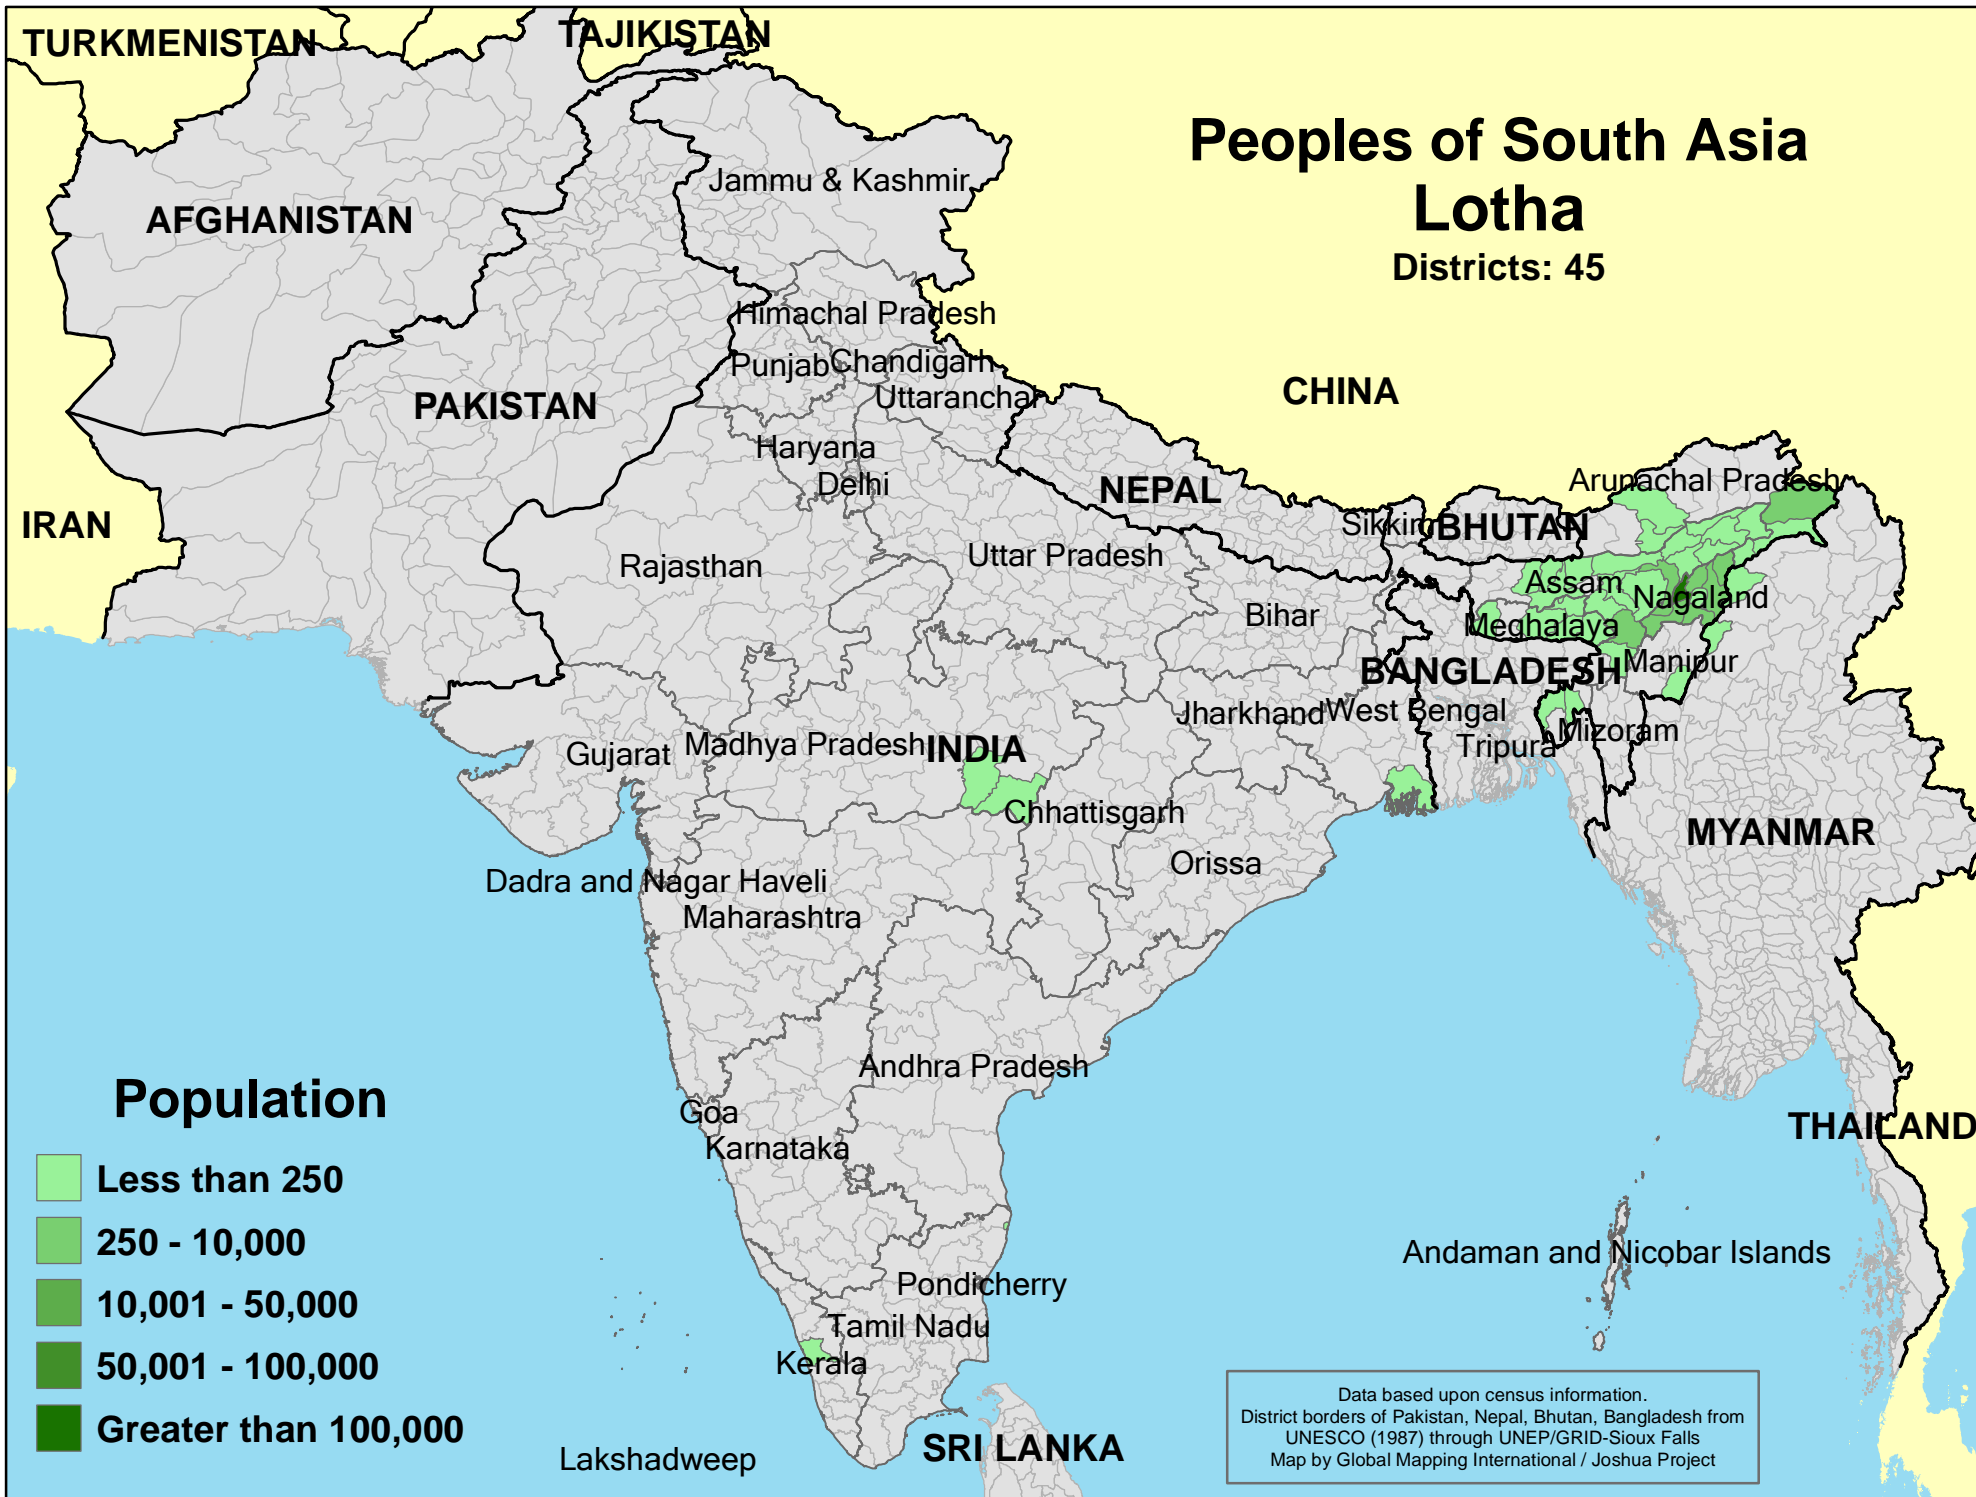 TURKMENISTAN
TAJIKISTAN
Peoples of South Asia
Lotha
Districts: 45
Jammu & Kashmir
AFGHANISTAN
Himachal Pradesh
Punjab
Chandigarh
Uttaranchal
CHINA
PAKISTAN
Haryana
Delhi
NEPAL
Arunachal Pradesh
IRAN
Sikkim
BHUTAN
Rajasthan
Uttar Pradesh
Assam
Nagaland
Bihar
Meghalaya
BANGLADESH
Manipur
Jharkhand
West Bengal
Mizoram
Tripura
Gujarat
Madhya Pradesh
INDIA
Chhattisgarh
MYANMAR
Orissa
Dadra and Nagar Haveli
Maharashtra
Andhra Pradesh
Goa
Karnataka
THAILAND
Population
Less than 250
250 - 10,000
10,001 - 50,000
50,001 - 100,000
Greater than 100,000
Andaman and Nicobar Islands
Pondicherry
Tamil Nadu
Kerala
Lakshadweep
SRI LANKA
Data based upon census information.
District borders of Pakistan, Nepal, Bhutan, Bangladesh from
UNESCO (1987) through UNEP/GRID-Sioux Falls
Map by Global Mapping International / Joshua Project